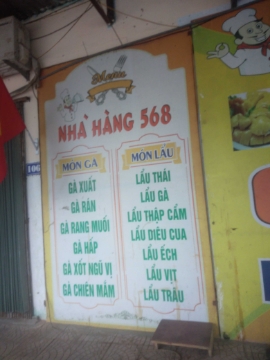 Welcome
NHÀ HÀNG 568
MÓN GÀ
GÀ XUẤT
GÀ RÁN
GÀ RANG MUỐI
GÀ HẤP
GÀ XỐT NGŨ VỊ
GÀ CHIÊN MẮM
MÓN LẨU
LẨU THÁI
LẨU GÀ
LẨU THẬP CẨM
LẨU DIÊU CUA
LẨU ẾCH
LẨU VỊT
LẨU TRÂU
106